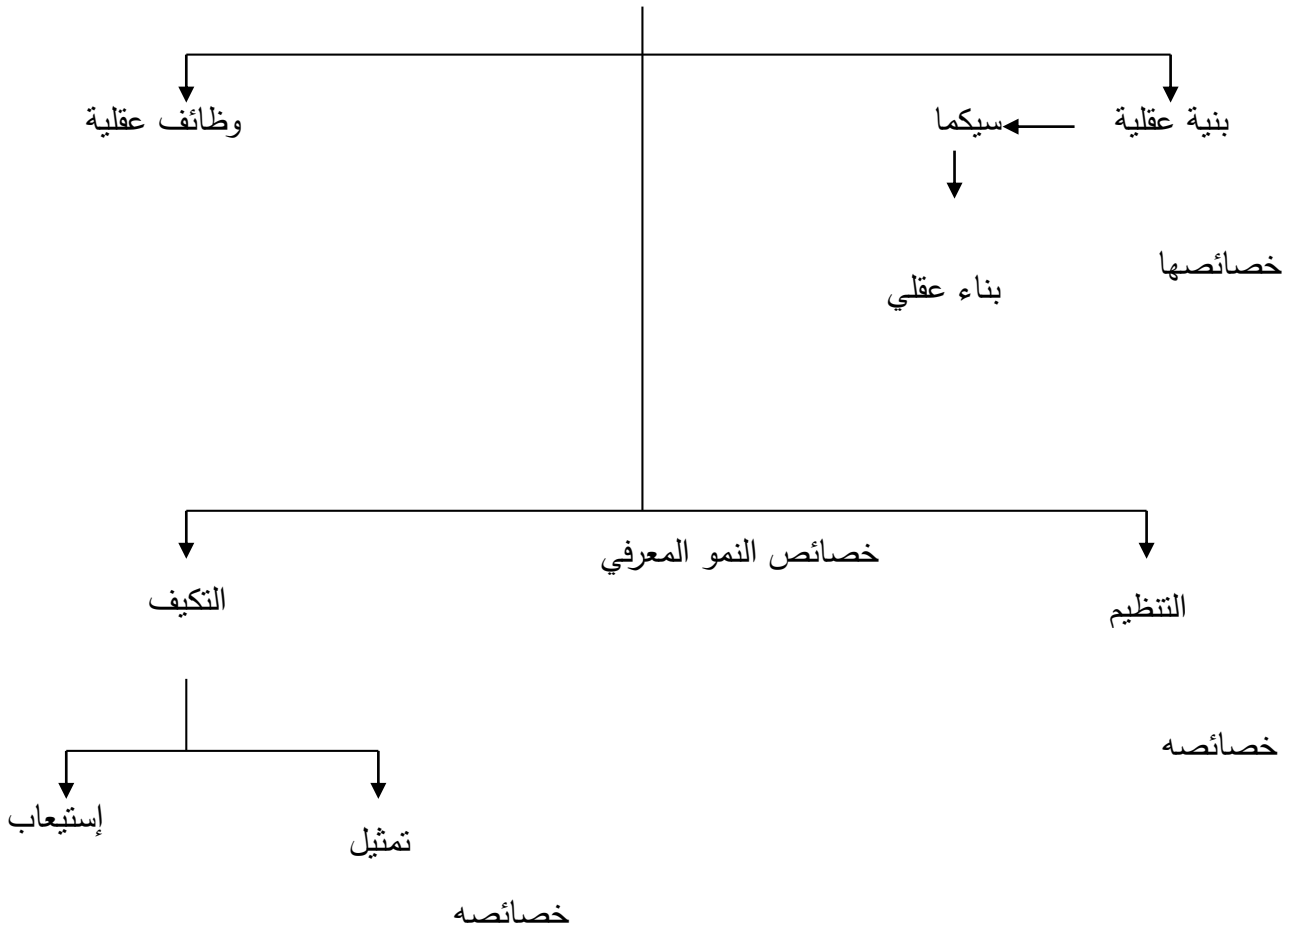 بنية عقلية
سيكما
وظائف عقلية
خصائصها
بناء عقلي
خصائص النمو المعرفي
التنظيم
التكيف
خصائصه
تمثيل
إستيعاب
خصائصه